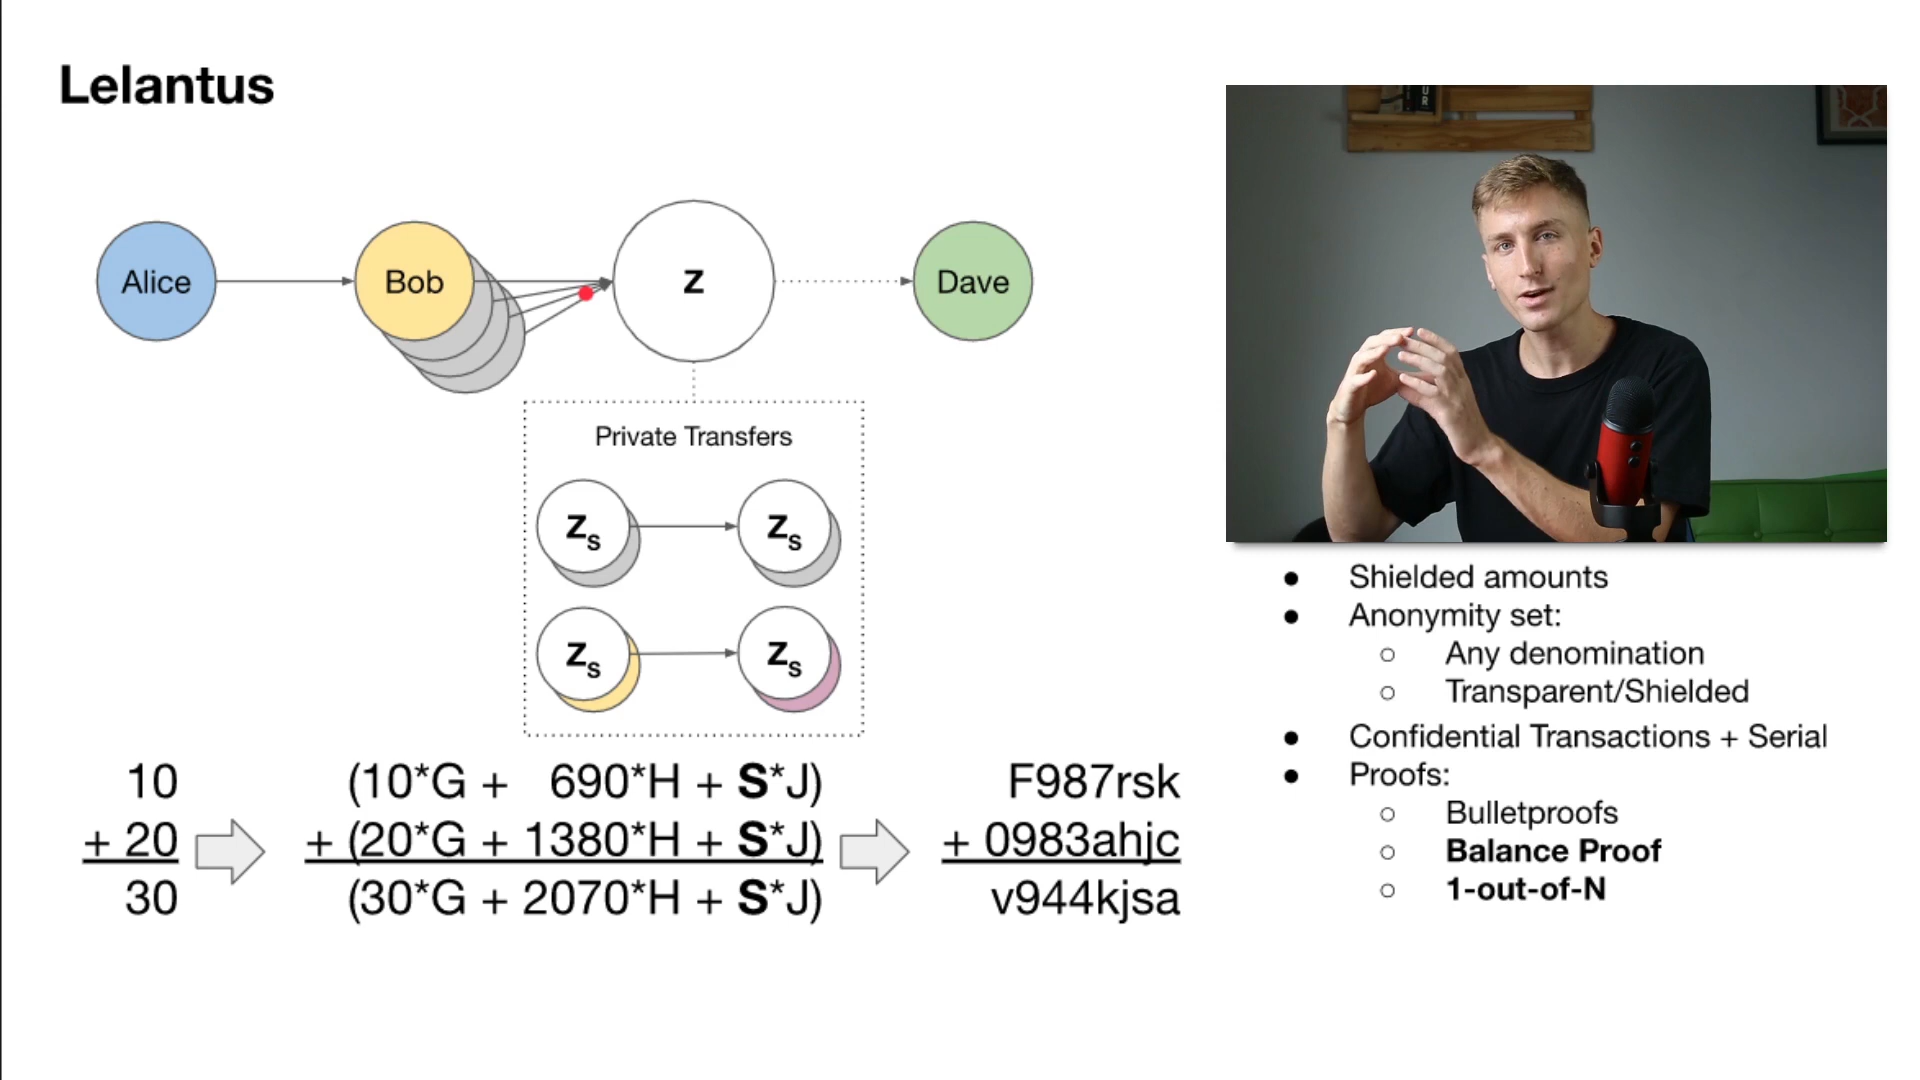 Lelantus
Alice
Bob
z
Dave
Private Transfers
zs
zs
zs
zs
10
+ 20
30
(10*G + 690*H + S*J)
+ (20*G + 1380*H + S*J)
(30*G + 2070*H + S*J)
F987rsk
+ 0983ahjc
v944kjsa
● Shielded amounts
● Anonymity set:
○ Any denomination
○ Transparent/Shielded
● Confidential Transactions + Serial
● Proofs:
○ Bulletproofs
○ Balance Proof
○ 1-out-of-N